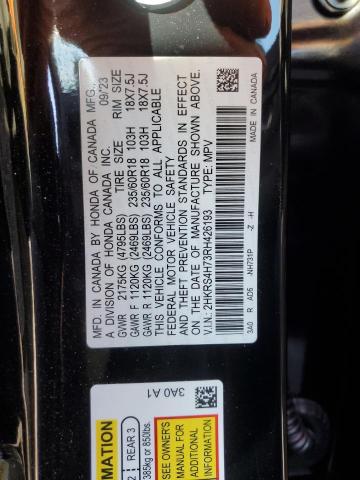 MFD. IN CANADA BY HONDA OF CANADA MFG. 09/23
A DIVISION OF HONDA CANADA INC.
TIRE SIZE RIM SIZE
GVWR 2175KG (4795LBS)
GAWR F 1120KG (2469LBS) 235/60R18 103H 18X7.5J
GAWR R 1120KG (2469LBS) 235/60R18 103H 18X7.5J
THIS VEHICLE CONFORMS TO ALL APPLICABLE
FEDERAL MOTOR VEHICLE SAFETY
AND THEFT PREVENTION STANDARDS IN EFFECT
ON THE DATE OF MANUFACTURE SHOWN ABOVE.
V.I.N: 2HKRS4H73RH426193 TYPE: MPV
3A0 R AD5 -NH731P -Z -H
MADE IN CANADA
3A0 A1
REAR 3
385kg or 850lbs.
SEE OWNER'S
MANUAL FOR
ADDITIONAL